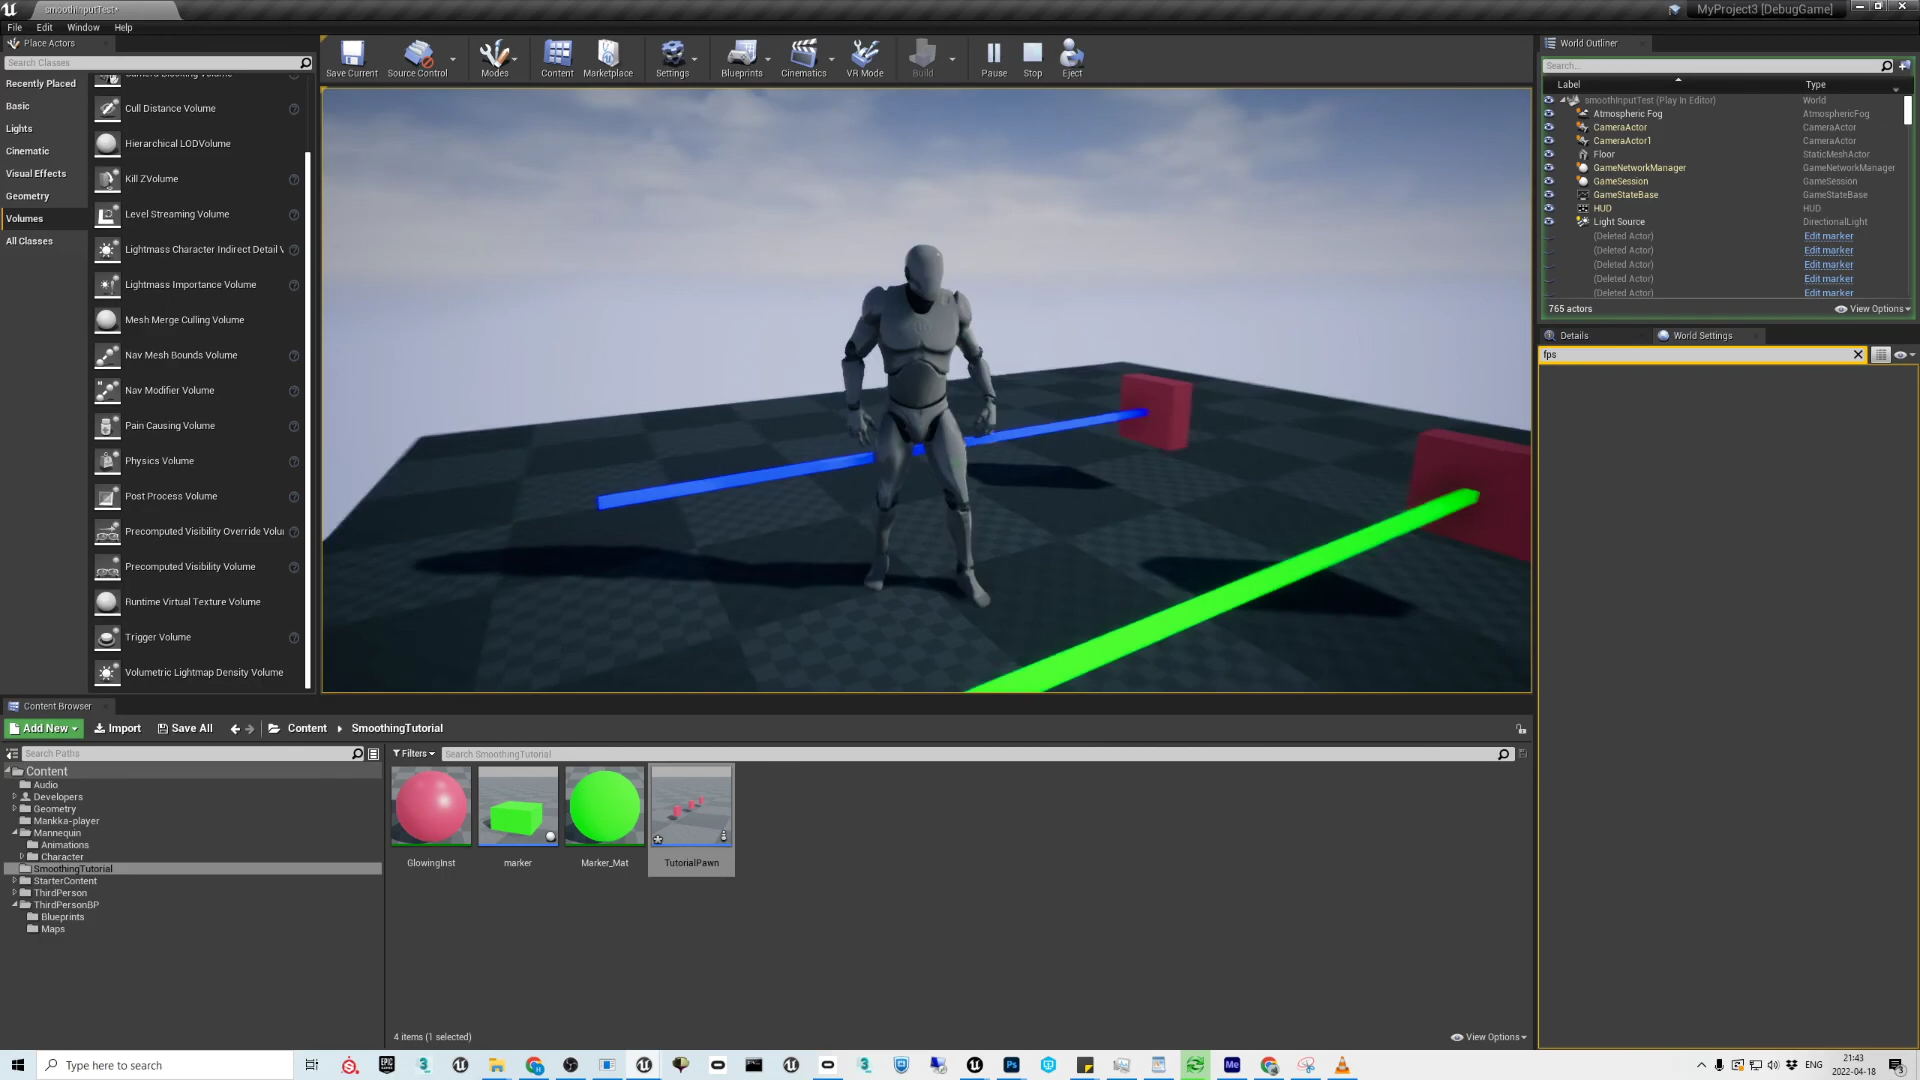 smoothInputTest*
MyProject3 [DebugGame]
File Edit Window Help
Place Actors
Search Classes
Recently Placed
Basic
Lights
Cinematic
Visual Effects
Geometry
Volumes
All Classes
Cull Distance Volume
Hierarchical LODVolume
Kill ZVolume
Level Streaming Volume
Lightmass Character Indirect Detail V
Lightmass Importance Volume
Mesh Merge Culling Volume
Nav Mesh Bounds Volume
Nav Modifier Volume
Pain Causing Volume
Physics Volume
Post Process Volume
Precomputed Visibility Override Volu
Precomputed Visibility Volume
Runtime Virtual Texture Volume
Trigger Volume
Volumetric Lightmap Density Volume
Save Current Source Control Modes Content Marketplace Settings Blueprints Cinematics VR Mode Build Pause Stop Eject
World Outliner
Search...
Label Type
smoothInputTest (Play In Editor) World
Atmospheric Fog AtmosphericFog
CameraActor CameraActor
CameraActor1 CameraActor
Floor StaticMeshActor
GameNetworkManager GameNetworkManager
GameSession GameSession
GameStateBase GameStateBase
HUD HUD
Light Source DirectionalLight
(Deleted Actor) Edit marker
(Deleted Actor) Edit marker
(Deleted Actor) Edit marker
(Deleted Actor) Edit marker
(Deleted Actor) Edit marker
765 actors View Options
Details World Settings
fps
Content Browser
Add New Import Save All Content SmoothingTutorial
Search Paths
Filters Search SmoothingTutorial
Content
Audio
Developers
Geometry
Mankka-player
Mannequin
Animations
Character
SmoothingTutorial
StarterContent
ThirdPerson
ThirdPersonBP
Blueprints
Maps
GlowingInst marker Marker_Mat TutorialPawn
4 items (1 selected) View Options
Type here to search
ENG
21:43
2022-04-18